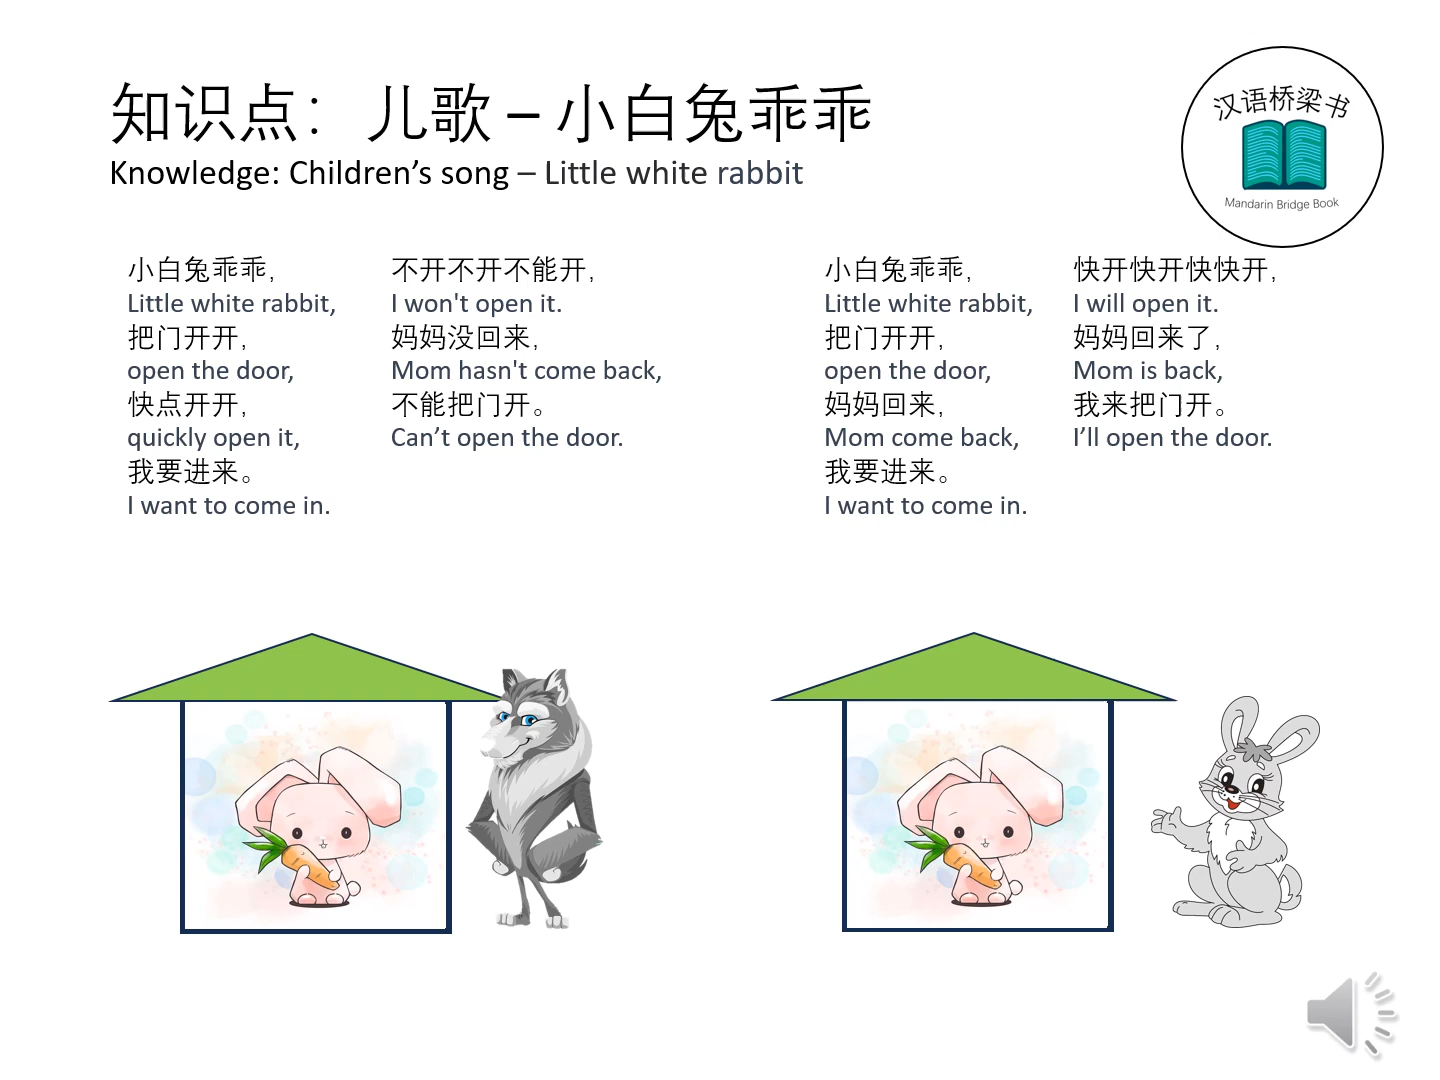 知识点： 儿歌 – 小白兔乖乖
Knowledge: Children’s song – Little white rabbit
汉语桥梁书
Mandarin Bridge Book
小白兔乖乖,
Little white rabbit,
把门开开,
open the door,
快点开开,
quickly open it,
我要进来。
I want to come in.
不开不开不能开,
I won't open it.
妈妈没回来,
Mom hasn't come back,
不能把门开。
Can’t open the door.
小白兔乖乖,
Little white rabbit,
把门开开,
open the door,
妈妈回来,
Mom come back,
我要进来。
I want to come in.
快开快开快快开,
I will open it.
妈妈回来了,
Mom is back,
我来把门开。
I’ll open the door.